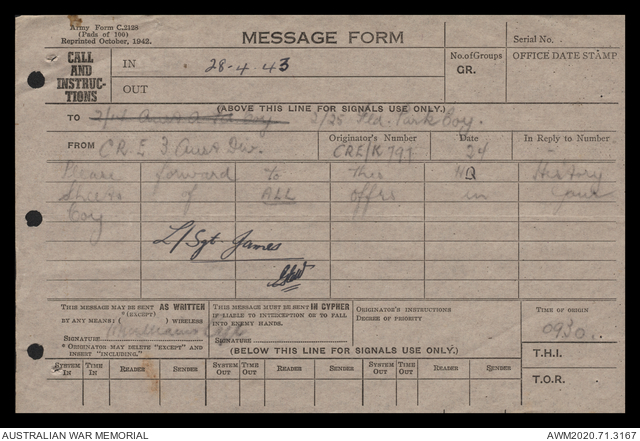 Army Form C.2128
(Pads of 100)
Reprinted October, 1942.
MESSAGE FORM
Serial No.
CALL
AND
INSTRUC-
TIONS
IN 28-4-43
OUT
No. of Groups
GR.
OFFICE DATE STAMP
(ABOVE THIS LINE FOR SIGNALS USE ONLY.)
TO 2/25 Fld. Park Coy.
FROM CRE 3 Aust Div.
Originator's Number
CRE/K 797
Date
24
In Reply to Number
-
Please forward to this HQ History
Sheets of ALL offrs in your
Coy
L/Sgt James
THIS MESSAGE MAY BE SENT AS WRITTEN
*(EXCEPT)
BY ANY MEANS ( ) WIRELESS
SIGNATURE
* ORIGINATOR MAY DELETE "EXCEPT" AND
INSERT "INCLUDING."
THIS MESSAGE MUST BE SENT IN CYPHER
IF LIABLE TO INTERCEPTION OR TO FALL
INTO ENEMY HANDS.
SIGNATURE
ORIGINATOR'S INSTRUCTIONS
DEGREE OF PRIORITY
TIME OF ORIGIN
0930.
(BELOW THIS LINE FOR SIGNALS USE ONLY.)
T.H.I.
T.O.R.
SYSTEM IN TIME IN READER SENDER SYSTEM OUT TIME OUT READER SENDER SYSTEM OUT TIME OUT READER SENDER
AUSTRALIAN WAR MEMORIAL
AWM2020.71.3167